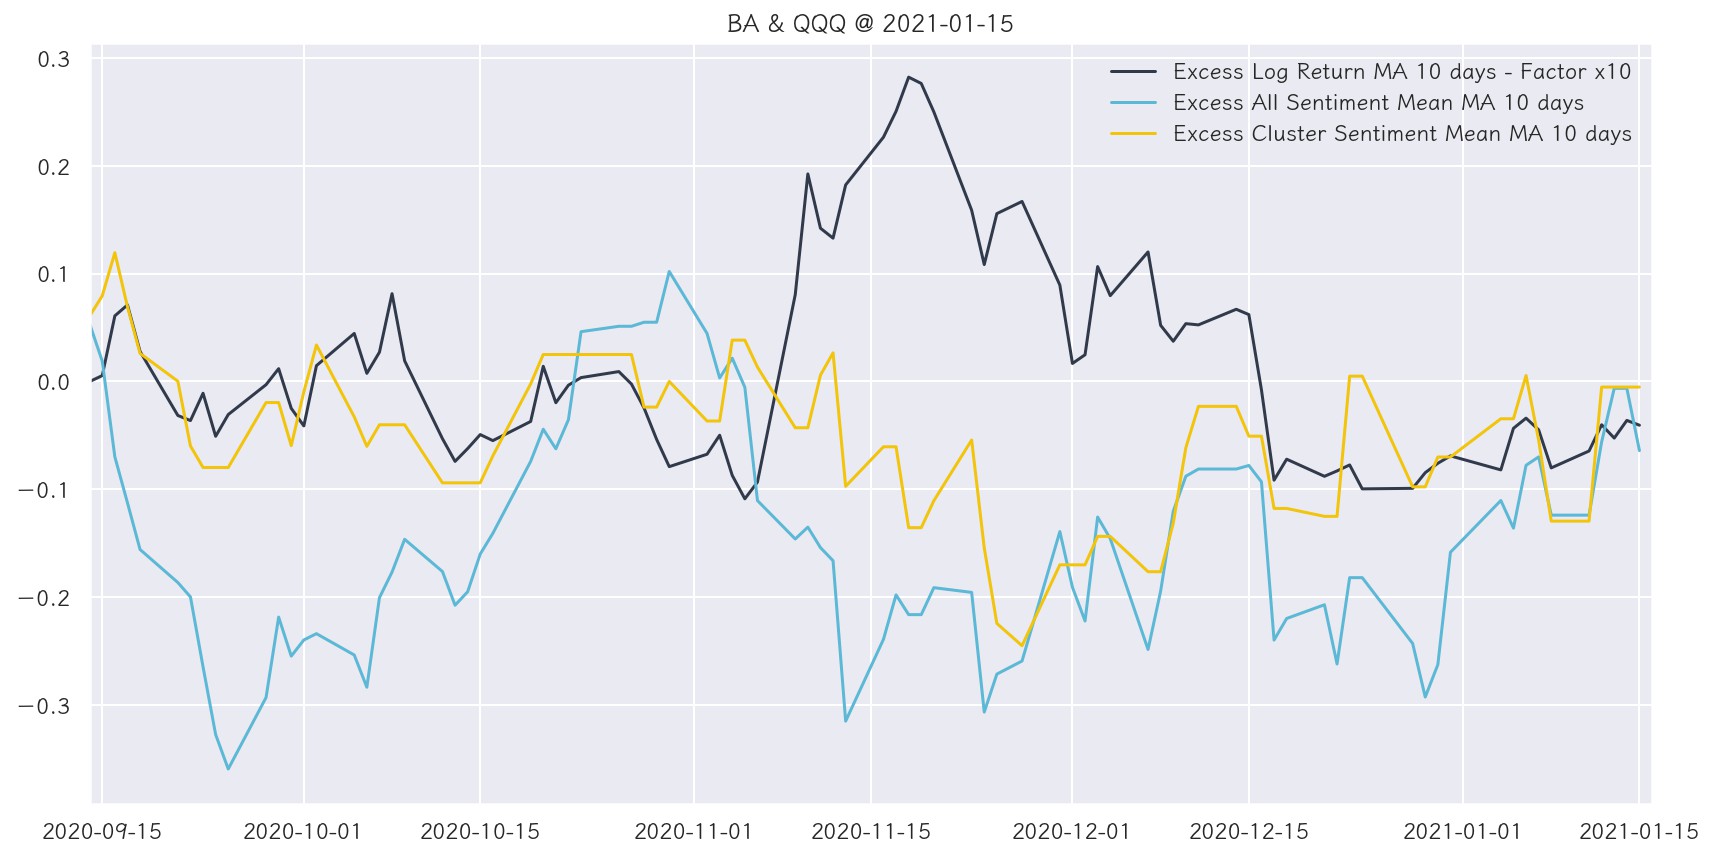 BA & QQQ @ 2021-01-15
Excess Log Return MA 10 days - Factor x10
Excess All Sentiment Mean MA 10 days
Excess Cluster Sentiment Mean MA 10 days
0.3
0.2
0.1
0.0
−0.1
−0.2
−0.3
2020-09-15 2020-10-01 2020-10-15 2020-11-01 2020-11-15 2020-12-01 2020-12-15 2021-01-01 2021-01-15